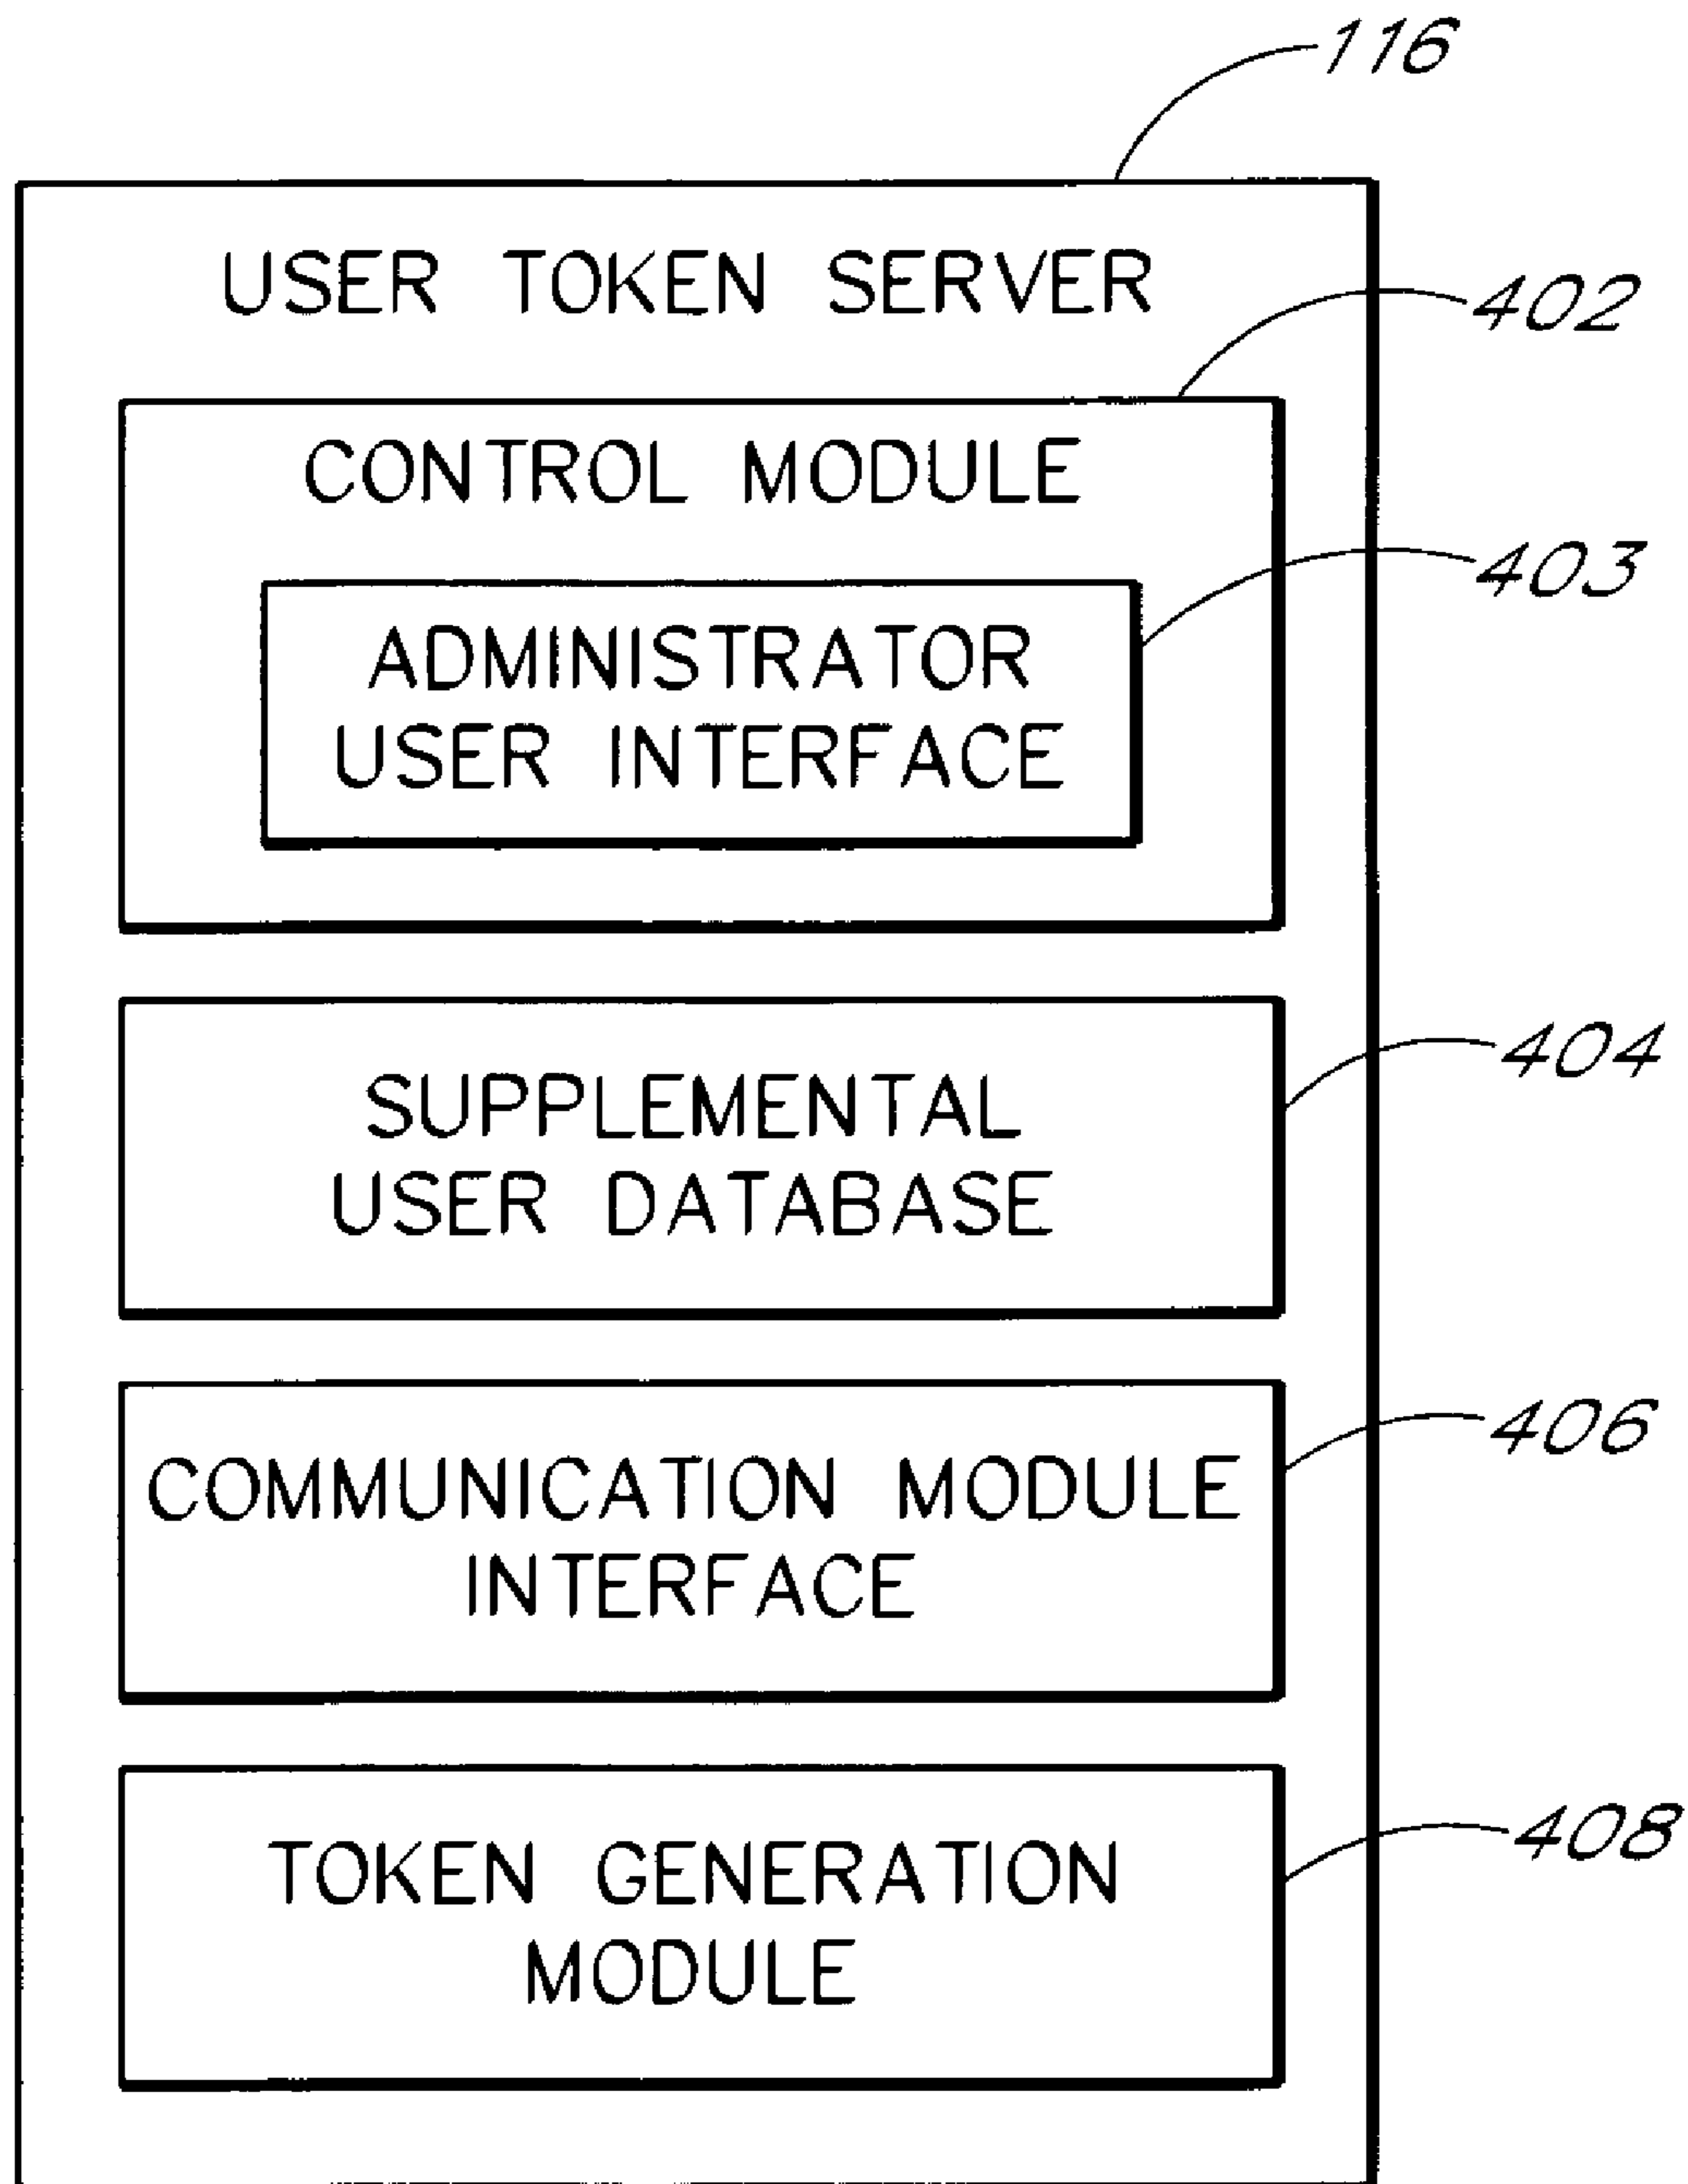 116
USER TOKEN SERVER
402
CONTROL MODULE
403
ADMINISTRATOR
USER INTERFACE
404
SUPPLEMENTAL
USER DATABASE
406
COMMUNICATION MODULE
INTERFACE
408
TOKEN GENERATION
MODULE